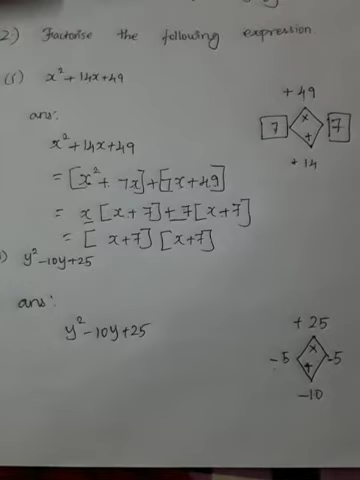 2.) Factorise the following expression.
(i) x² + 14x + 49
+ 49
ans:
7 × 7
+
x² + 14x + 49
+ 14
= [x² + 7x] + [7x + 49]
= x [x + 7] + 7 [x + 7]
= [x+7] [x+7]
) y² - 10y + 25
ans:
+ 25
y² - 10y + 25
×
- 5 + - 5
- 10